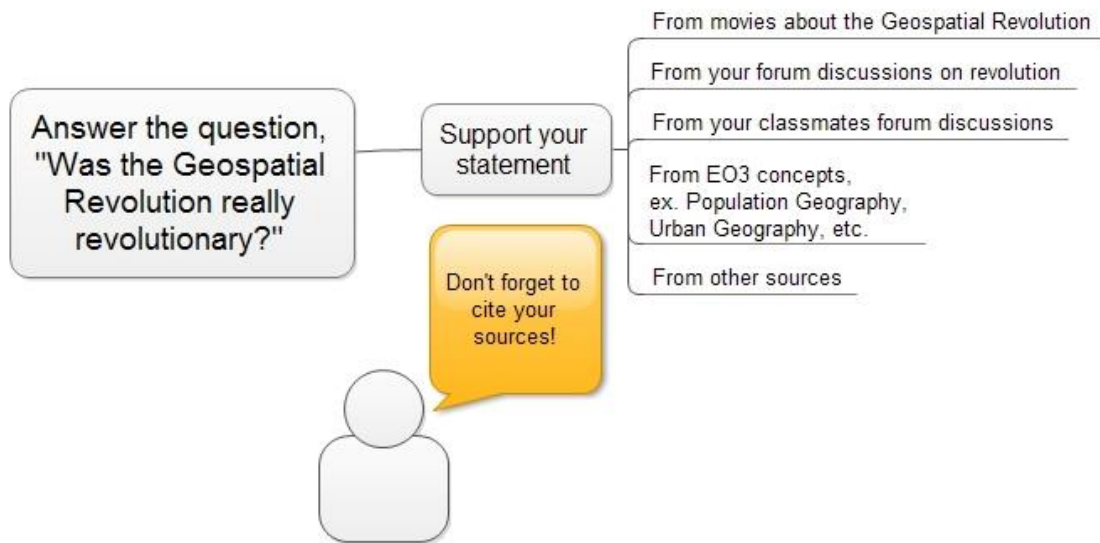 Answer the question,
"Was the Geospatial
Revolution really
revolutionary?"
Support your
statement
From movies about the Geospatial Revolution
From your forum discussions on revolution
From your classmates forum discussions
From EO3 concepts,
ex. Population Geography,
Urban Geography, etc.
From other sources
Don't forget to
cite your
sources!